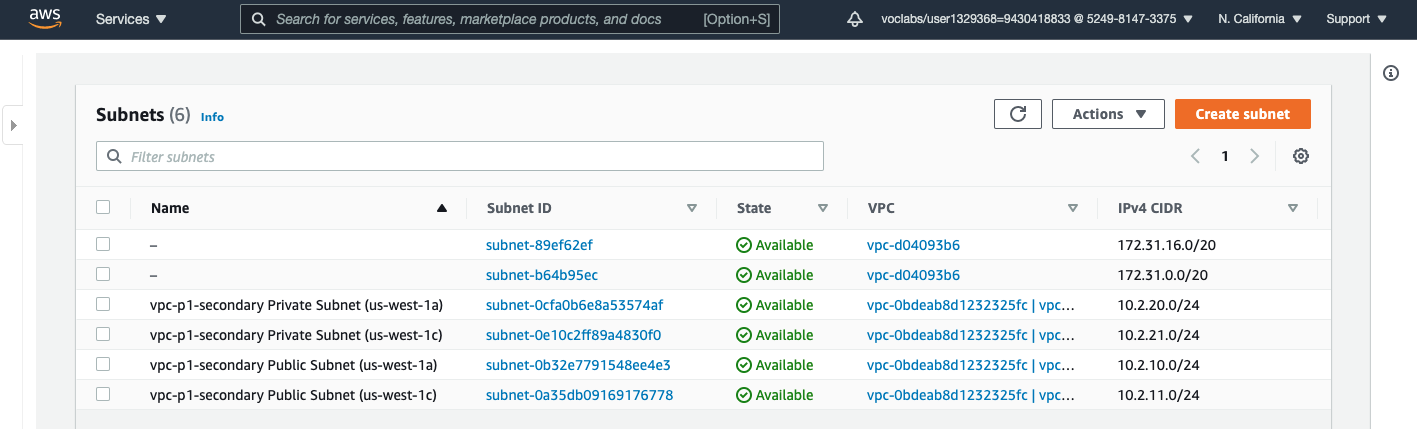 aws Services Search for services, features, marketplace products, and docs [Option+S] voclabs/user1329368=9430418833 @ 5249-8147-3375 N. California Support
Subnets (6) Info Actions Create subnet
Filter subnets 1
Name Subnet ID State VPC IPv4 CIDR
– subnet-89ef62ef Available vpc-d04093b6 172.31.16.0/20
– subnet-b64b95ec Available vpc-d04093b6 172.31.0.0/20
vpc-p1-secondary Private Subnet (us-west-1a) subnet-0cfa0b6e8a53574af Available vpc-0bdeab8d1232325fc | vpc… 10.2.20.0/24
vpc-p1-secondary Private Subnet (us-west-1c) subnet-0e10c2ff89a4830f0 Available vpc-0bdeab8d1232325fc | vpc… 10.2.21.0/24
vpc-p1-secondary Public Subnet (us-west-1a) subnet-0b32e7791548ee4e3 Available vpc-0bdeab8d1232325fc | vpc… 10.2.10.0/24
vpc-p1-secondary Public Subnet (us-west-1c) subnet-0a35db09169176778 Available vpc-0bdeab8d1232325fc | vpc… 10.2.11.0/24